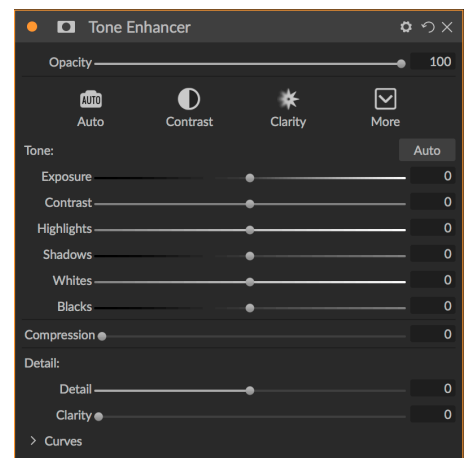 Tone Enhancer
Opacity 100
AUTO
Auto Contrast Clarity More
Tone: Auto
Exposure 0
Contrast 0
Highlights 0
Shadows 0
Whites 0
Blacks 0
Compression 0
Detail:
Detail 0
Clarity 0
Curves